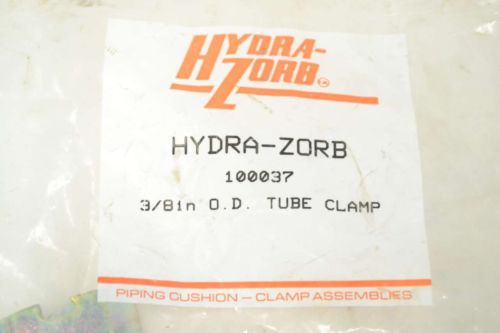 HYDRA-
ZORB
HYDRA-ZORB
100037
3/8in O.D. TUBE CLAMP
PIPING CUSHION – CLAMP ASSEMBLIES